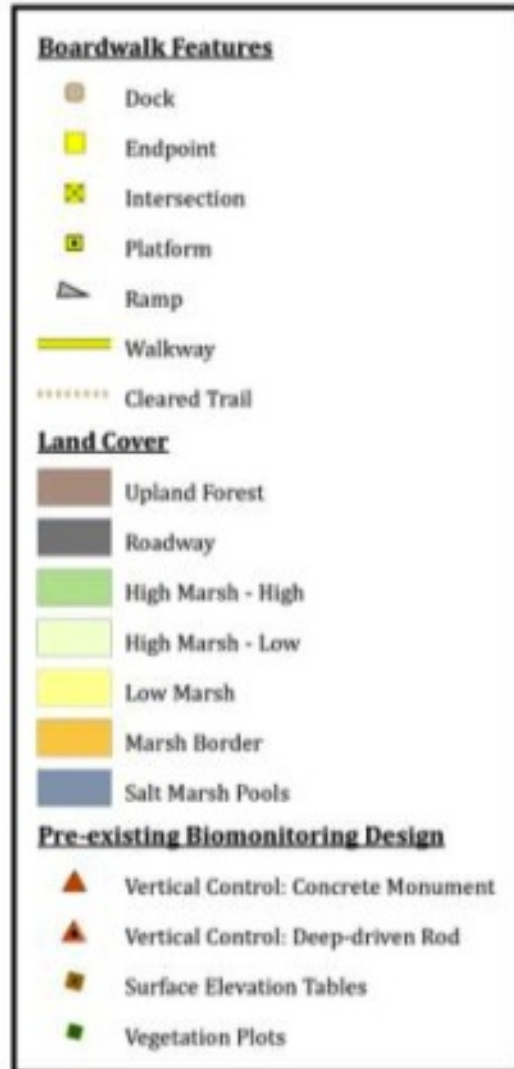 Boardwalk Features
Dock
Endpoint
Intersection
Platform
Ramp
Walkway
Cleared Trail
Land Cover
Upland Forest
Roadway
High Marsh - High
High Marsh - Low
Low Marsh
Marsh Border
Salt Marsh Pools
Pre-existing Biomonitoring Design
Vertical Control: Concrete Monument
Vertical Control: Deep-driven Rod
Surface Elevation Tables
Vegetation Plots